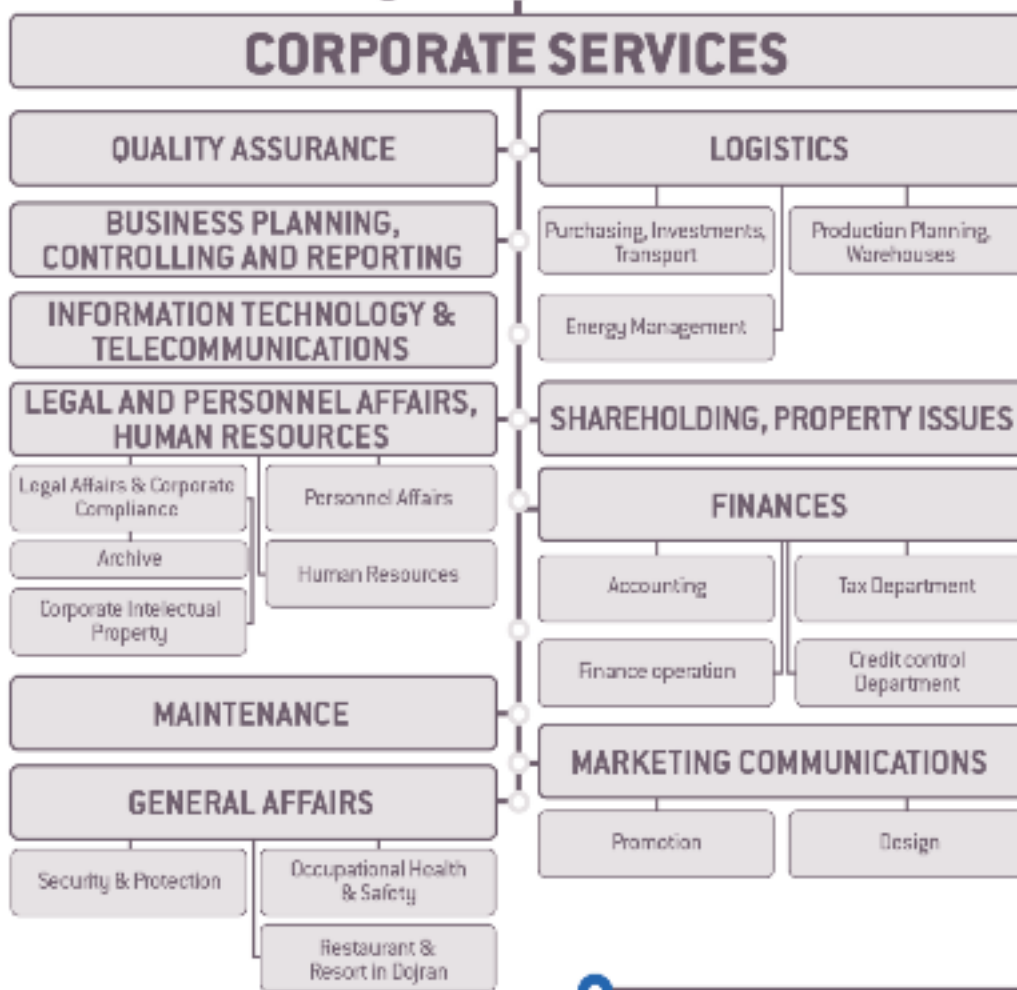 CORPORATE SERVICES
QUALITY ASSURANCE
BUSINESS PLANNING,
CONTROLLING AND REPORTING
INFORMATION TECHNOLOGY &
TELECOMMUNICATIONS
LEGAL AND PERSONNEL AFFAIRS,
HUMAN RESOURCES
Legal Affairs & Corporate
Compliance
Personnel Affairs
Archive
Human Resources
Corporate Intelectual
Property
MAINTENANCE
GENERAL AFFAIRS
Security & Protection
Occupational Health
& Safety
Restaurant &
Resort in Dojran
LOGISTICS
Purchasing, Investments,
Transport
Production Planning,
Warehouses
Energy Management
SHAREHOLDING, PROPERTY ISSUES
FINANCES
Accounting
Tax Department
Finance operation
Credit control
Department
MARKETING COMMUNICATIONS
Promotion
Design